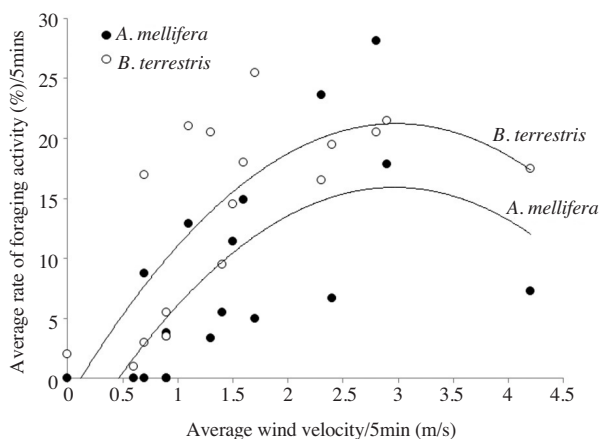 30
25
20
15
10
5
0
Average rate of foraging activity (%)/5mins
A. mellifera
B. terrestris
B. terrestris
A. mellifera
0 0.5 1 1.5 2 2.5 3 3.5 4 4.5
Average wind velocity/5min (m/s)